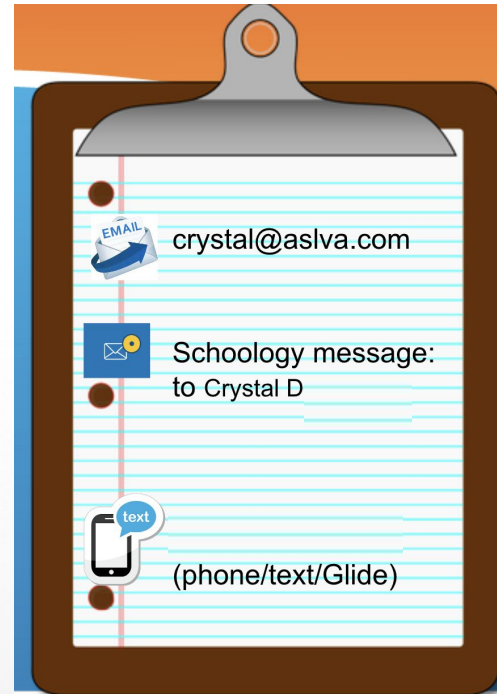 EMAIL
crystal@aslva.com
Schoology message:
to Crystal D
text
(phone/text/Glide)